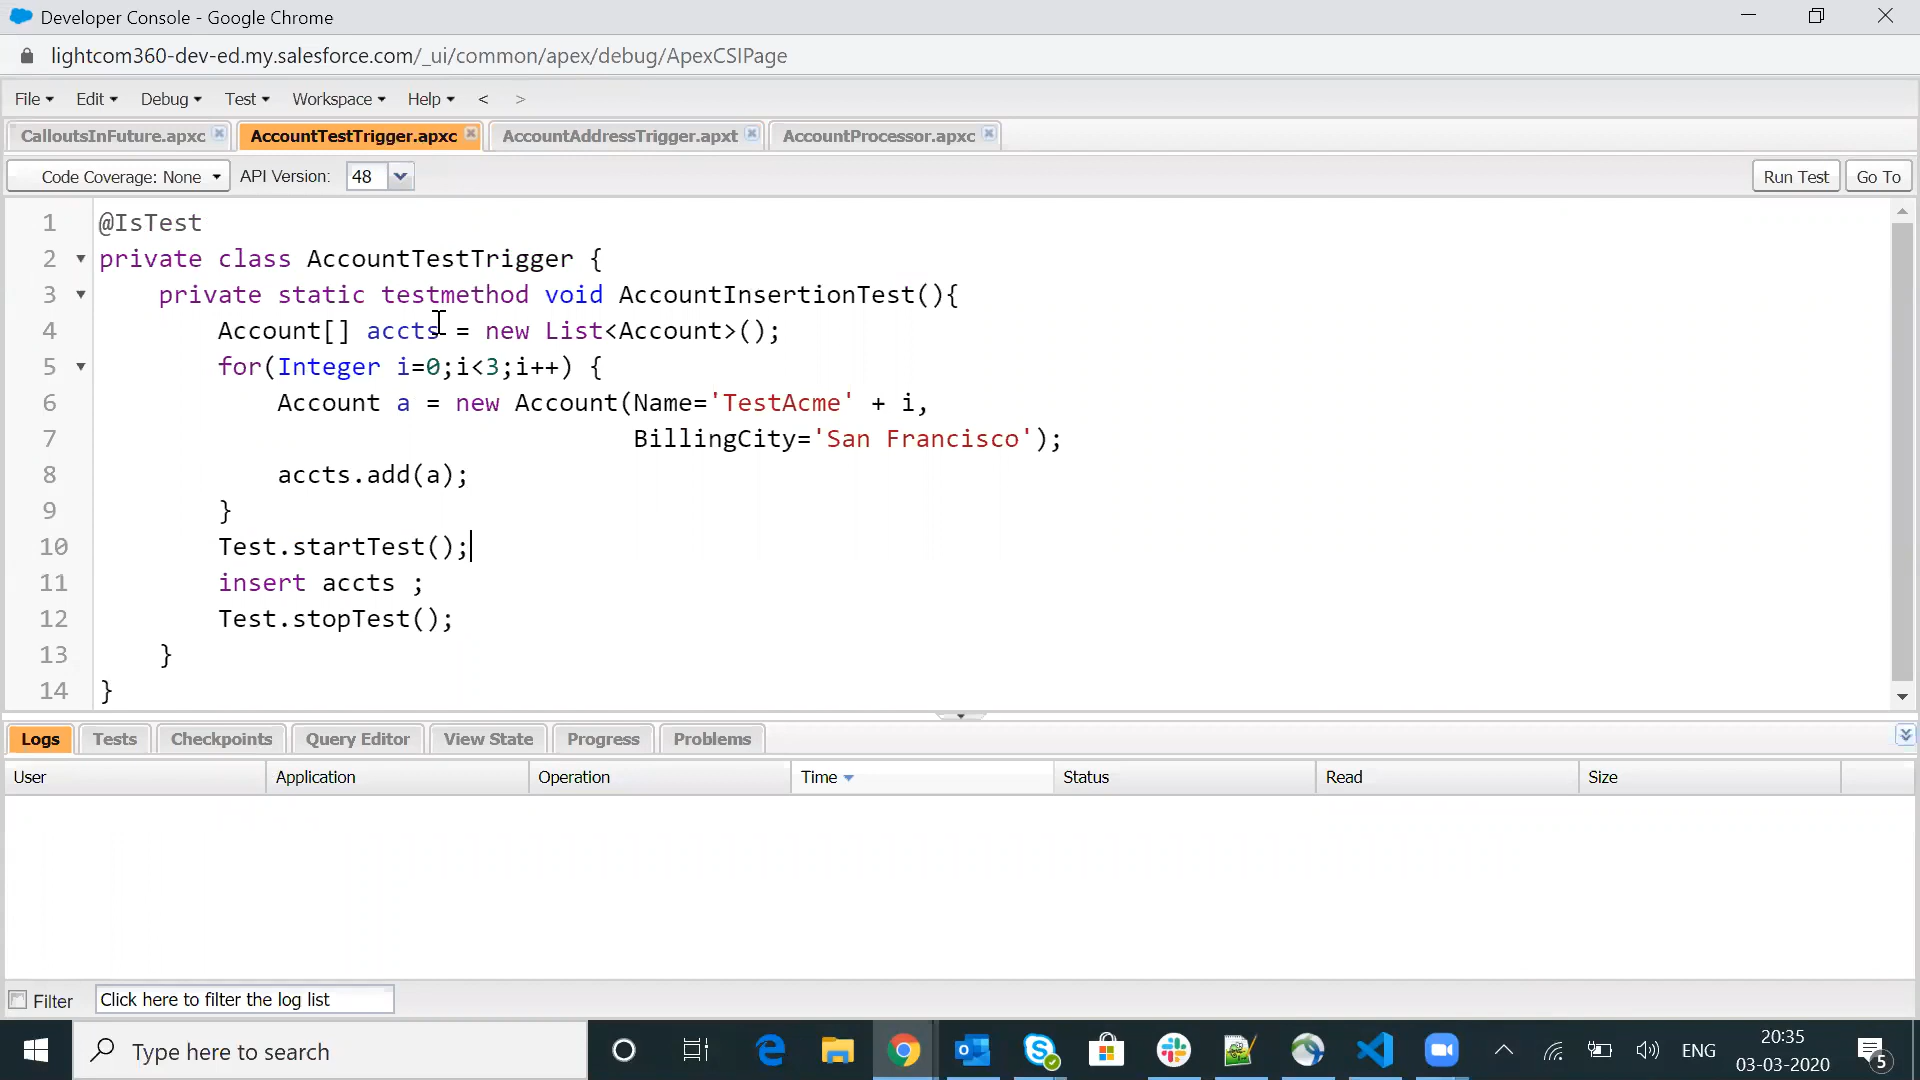 Developer Console - Google Chrome
lightcom360-dev-ed.my.salesforce.com/_ui/common/apex/debug/ApexCSIPage
File Edit Debug Test Workspace Help < >
CalloutsInFuture.apxc AccountTestTrigger.apxc AccountAddressTrigger.apxt AccountProcessor.apxc
Code Coverage: None API Version: 48 Run Test Go To
1 @IsTest
2 private class AccountTestTrigger {
3 private static testmethod void AccountInsertionTest(){
4 Account[] accts = new List<Account>();
5 for(Integer i=0;i<3;i++) {
6 Account a = new Account(Name='TestAcme' + i,
7 BillingCity='San Francisco');
8 accts.add(a);
9 }
10 Test.startTest();
11 insert accts ;
12 Test.stopTest();
13 }
14 }
Logs Tests Checkpoints Query Editor View State Progress Problems
User Application Operation Time Status Read Size
Filter Click here to filter the log list
Type here to search ENG 20:35
03-03-2020 5